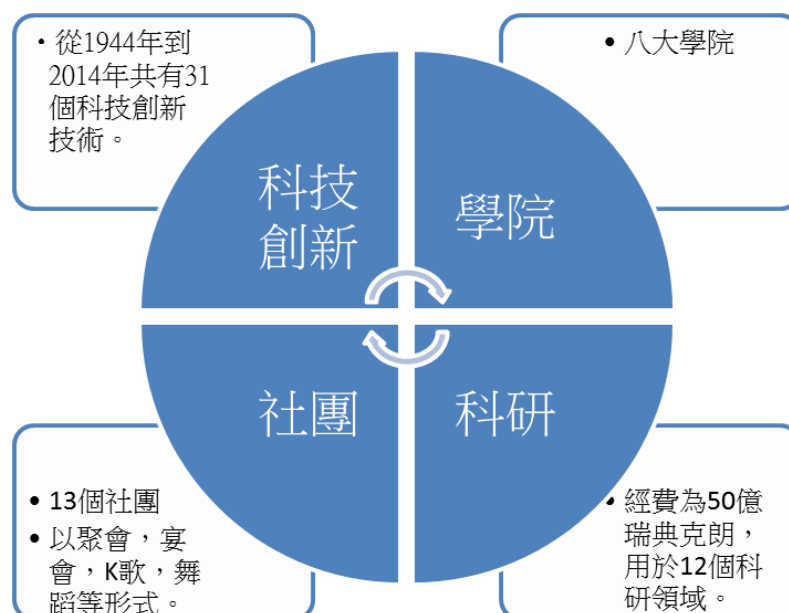 • 從1944年到
2014年共有31
個科技創新
技術。
• 八大學院
科技
創新
學院
社團
科研
• 13個社團
• 以聚會，宴
會，K歌，舞
蹈等形式。
• 經費為50億
瑞典克朗，
用於12個科
研領域。